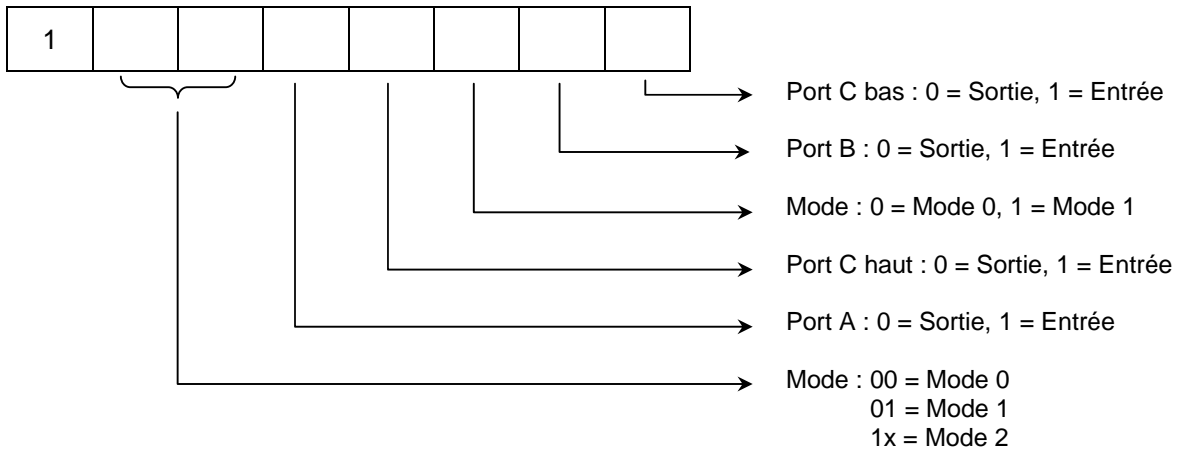 1
Port C bas : 0 = Sortie, 1 = Entrée
Port B : 0 = Sortie, 1 = Entrée
Mode : 0 = Mode 0, 1 = Mode 1
Port C haut : 0 = Sortie, 1 = Entrée
Port A : 0 = Sortie, 1 = Entrée
Mode : 00 = Mode 0
01 = Mode 1
1x = Mode 2